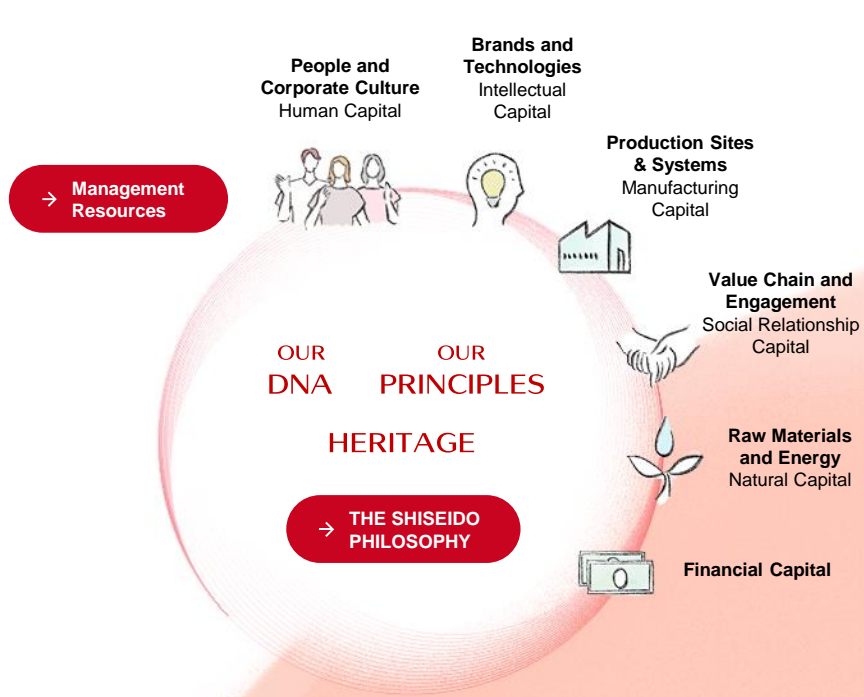 People and
Corporate Culture
Human Capital
Brands and
Technologies
Intellectual
Capital
Production Sites
& Systems
Manufacturing
Capital
→ Management
Resources
Value Chain and
Engagement
Social Relationship
Capital
OUR
DNA
OUR
PRINCIPLES
HERITAGE
Raw Materials
and Energy
Natural Capital
→ THE SHISEIDO
PHILOSOPHY
Financial Capital